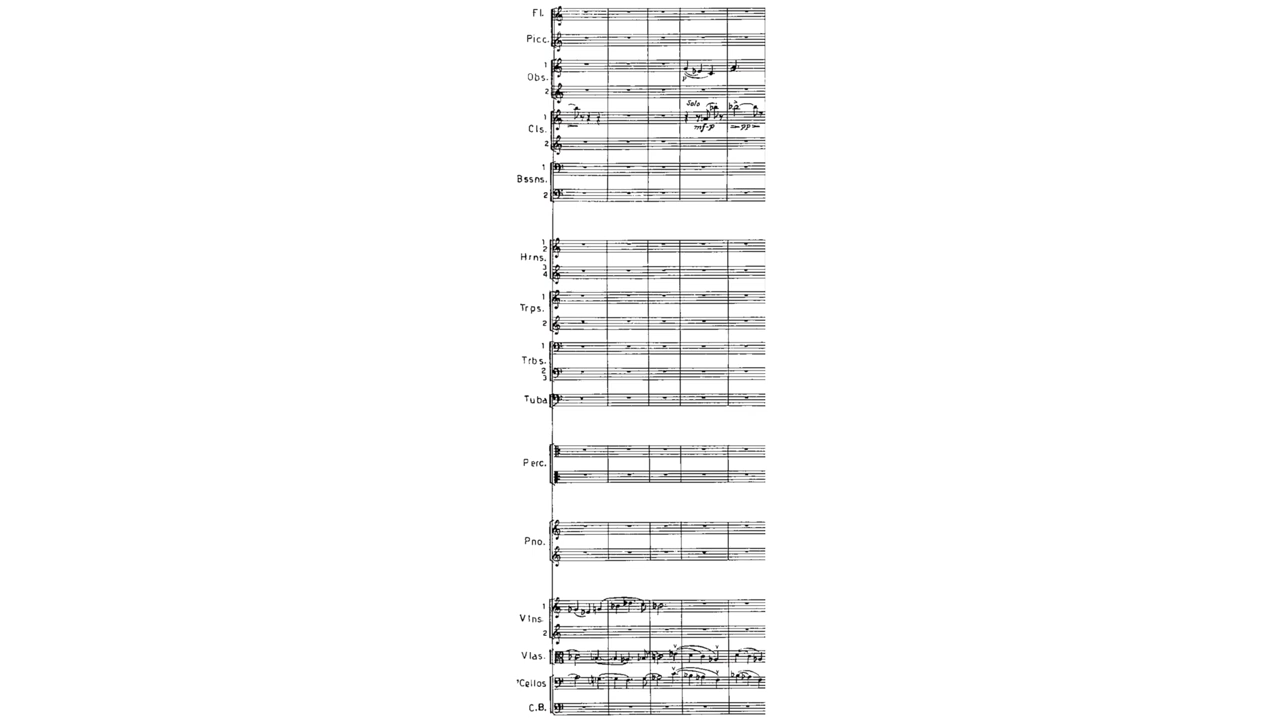 Fl.
Picc.
1
Obs.
2
Solo
1
Cls.
mf-p
pp
2
1
Bssns.
2
1
2
Hrns.
3
4
1
Trps.
2
1
Trbs.
2
3
Tuba
Perc.
Pno.
1
Vlns.
2
Vlas.
'Cellos
C.B.